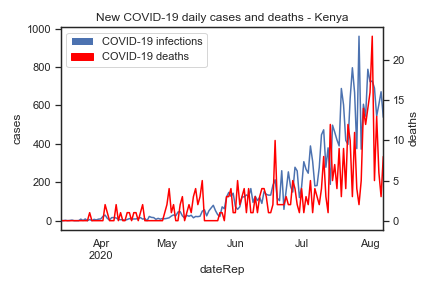 New COVID-19 daily cases and deaths - Kenya
COVID-19 infections
COVID-19 deaths
1000
800
600
400
200
0
cases
20
15
10
5
0
deaths
Apr
2020
May
Jun
Jul
Aug
dateRep